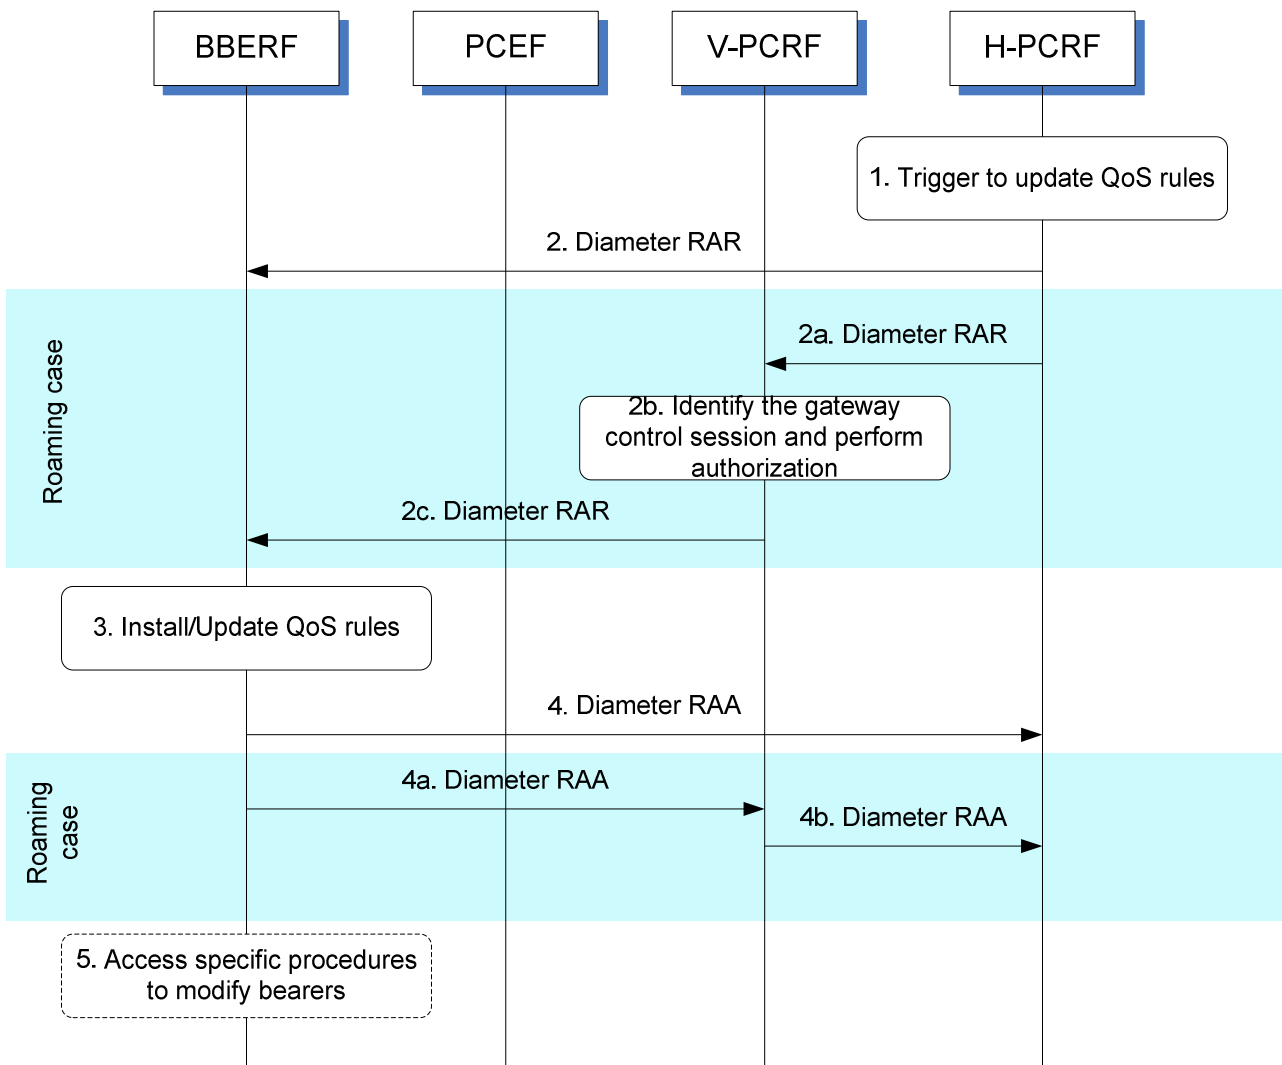 BBERF
PCEF
V-PCRF
H-PCRF
1. Trigger to update QoS rules
2. Diameter RAR
Roaming case
2a. Diameter RAR
2b. Identify the gateway
control session and perform
authorization
2c. Diameter RAR
3. Install/Update QoS rules
4. Diameter RAA
Roaming
case
4a. Diameter RAA
4b. Diameter RAA
5. Access specific procedures
to modify bearers